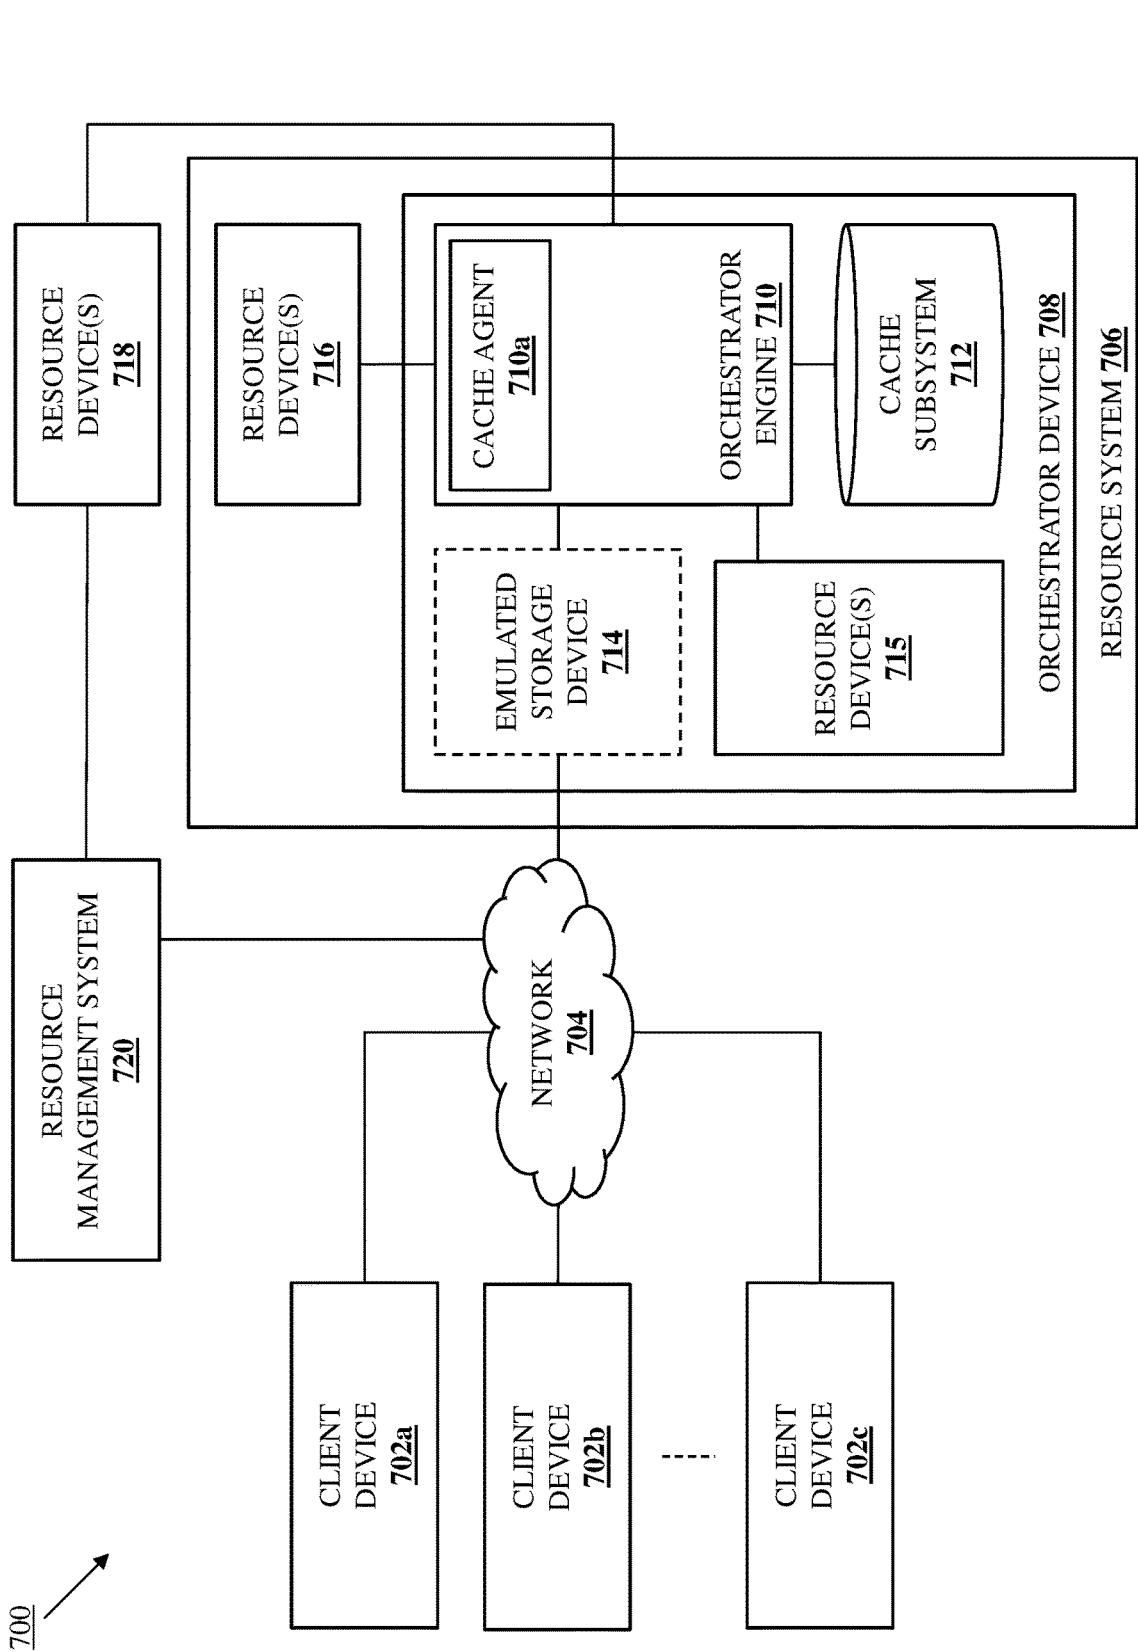 700
RESOURCE
MANAGEMENT SYSTEM
720
RESOURCE
DEVICE(S)
718
CLIENT
DEVICE
702a
CLIENT
DEVICE
702b
CLIENT
DEVICE
702c
NETWORK
704
RESOURCE
DEVICE(S)
716
EMULATED
STORAGE
DEVICE
714
CACHE AGENT
710a
ORCHESTRATOR
ENGINE 710
RESOURCE
DEVICE(S)
715
CACHE
SUBSYSTEM
712
ORCHESTRATOR DEVICE 708
RESOURCE SYSTEM 706